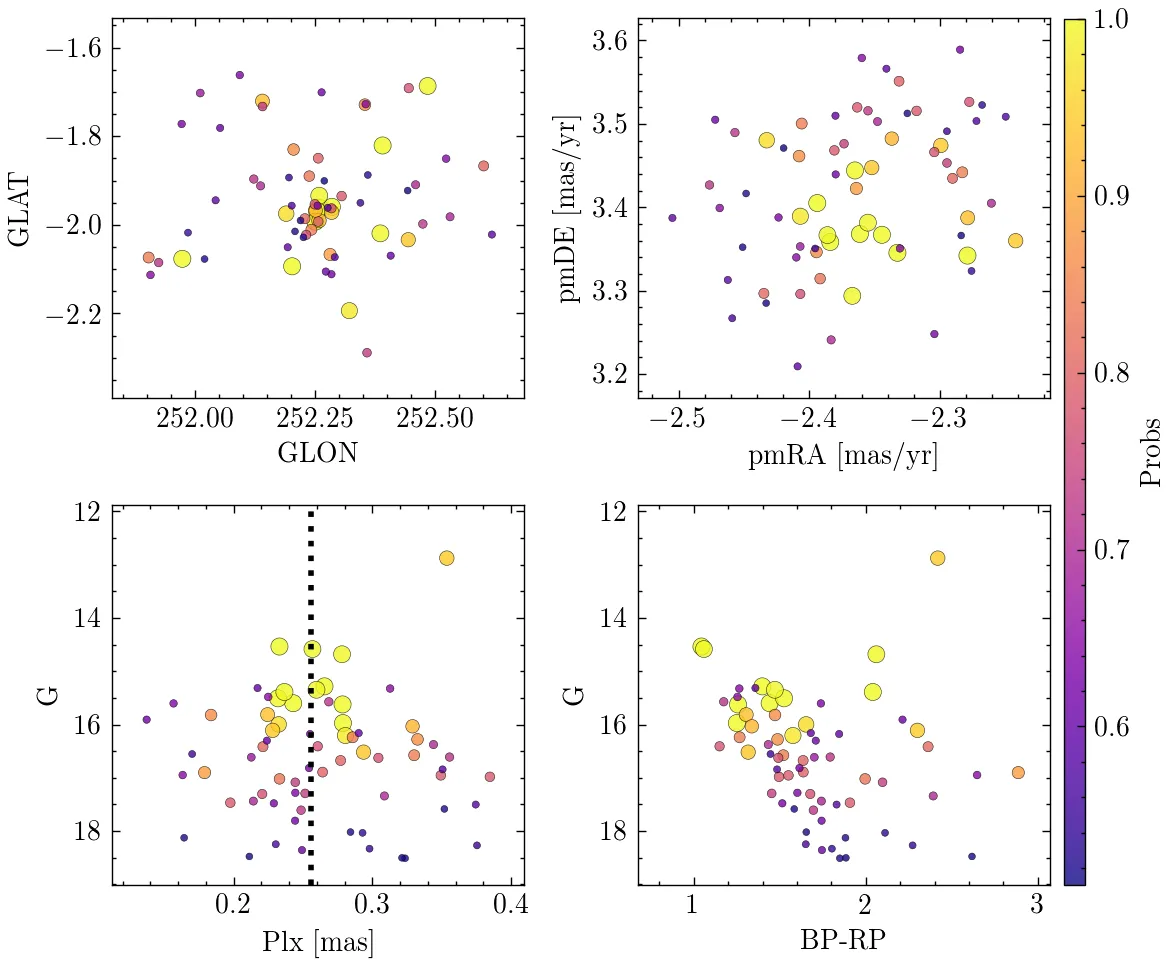 −1.6
−1.8
−2.0
−2.2
GLAT
252.00 252.25 252.50
GLON
3.6
3.5
3.4
3.3
3.2
pmDE [mas/yr]
−2.5 −2.4 −2.3
pmRA [mas/yr]
12
14
16
18
G
0.2 0.3 0.4
Plx [mas]
12
14
16
18
G
1 2 3
BP-RP
1.0
0.9
0.8
0.7
0.6
Probs